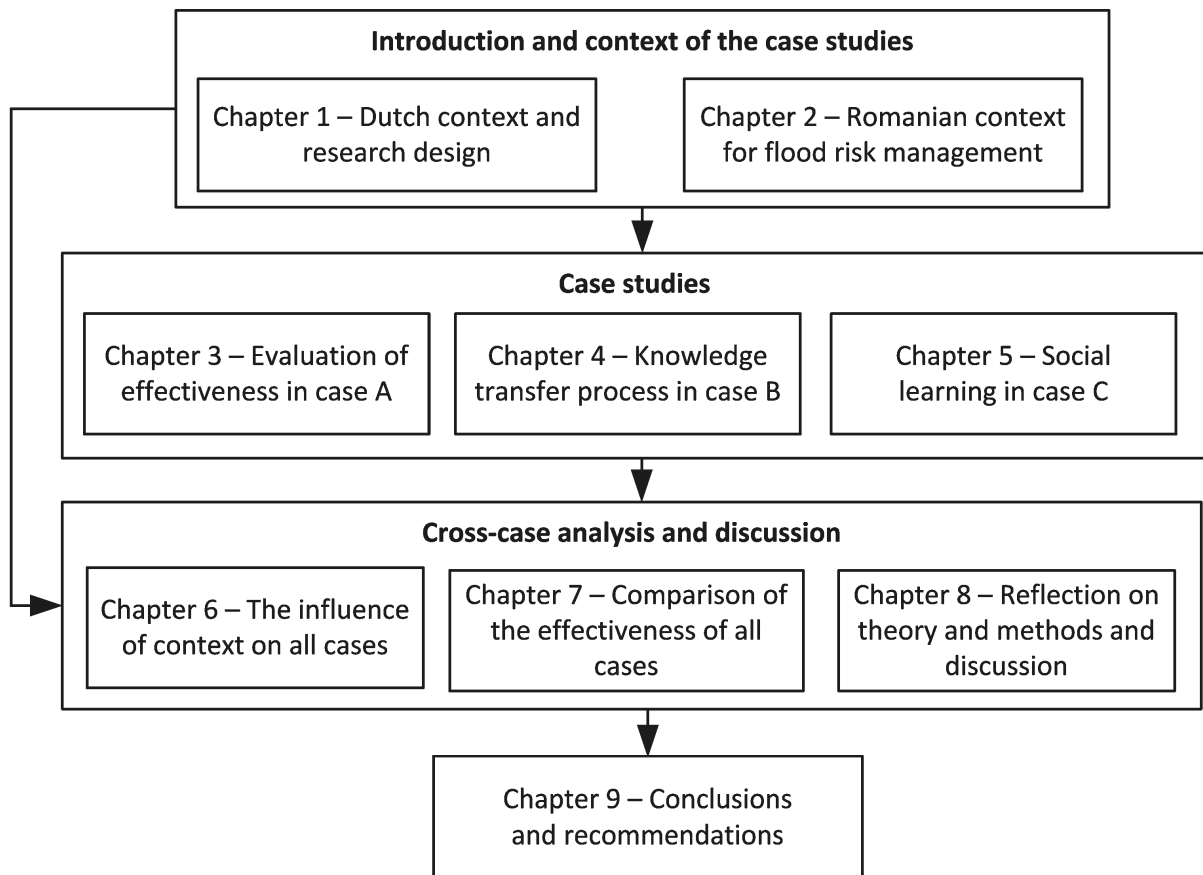 Introduction and context of the case studies
Chapter 1 – Dutch context and
research design
Chapter 2 – Romanian context
for flood risk management
Case studies
Chapter 3 – Evaluation of
effectiveness in case A
Chapter 4 – Knowledge
transfer process in case B
Chapter 5 – Social
learning in case C
Cross-case analysis and discussion
Chapter 6 – The influence
of context on all cases
Chapter 7 – Comparison of
the effectiveness of all
cases
Chapter 8 – Reflection on
theory and methods and
discussion
Chapter 9 – Conclusions
and recommendations